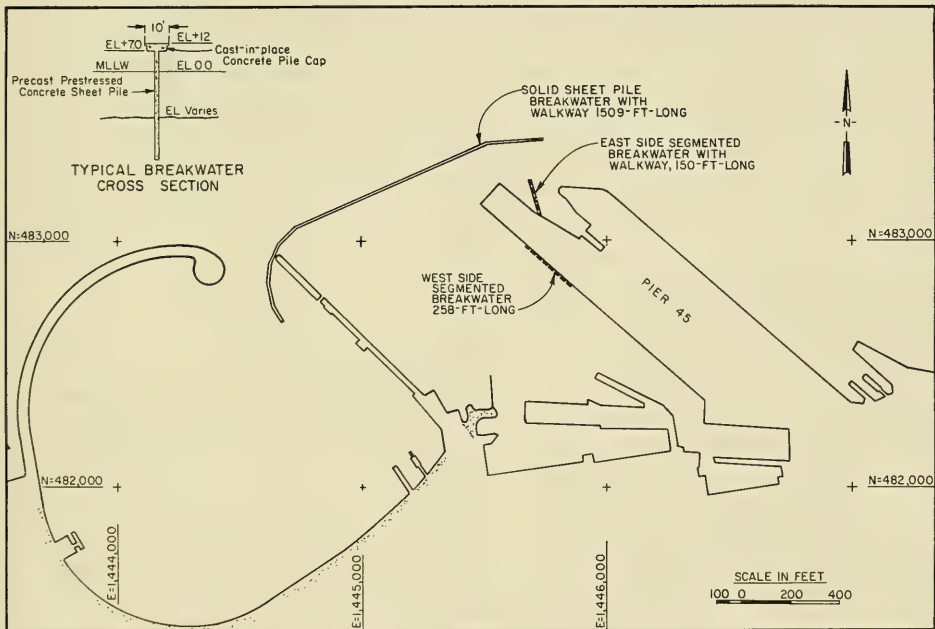 10'
EL+12
EL+7.0
Cast-in-place
Concrete Pile Cap
MLLW
EL 0.0
Precast Prestressed
Concrete Sheet Pile
EL Varies
TYPICAL BREAKWATER
CROSS SECTION
SOLID SHEET PILE
BREAKWATER WITH
WALKWAY 1509-FT-LONG
EAST SIDE SEGMENTED
BREAKWATER WITH
WALKWAY, 150-FT-LONG
-N-
N=483,000
N=483,000
WEST SIDE
SEGMENTED
BREAKWATER
258-FT-LONG
PIER 45
N=482,000
N=482,000
E=1,444,000
E=1,445,000
E=1,446,000
SCALE IN FEET
100 0 200 400